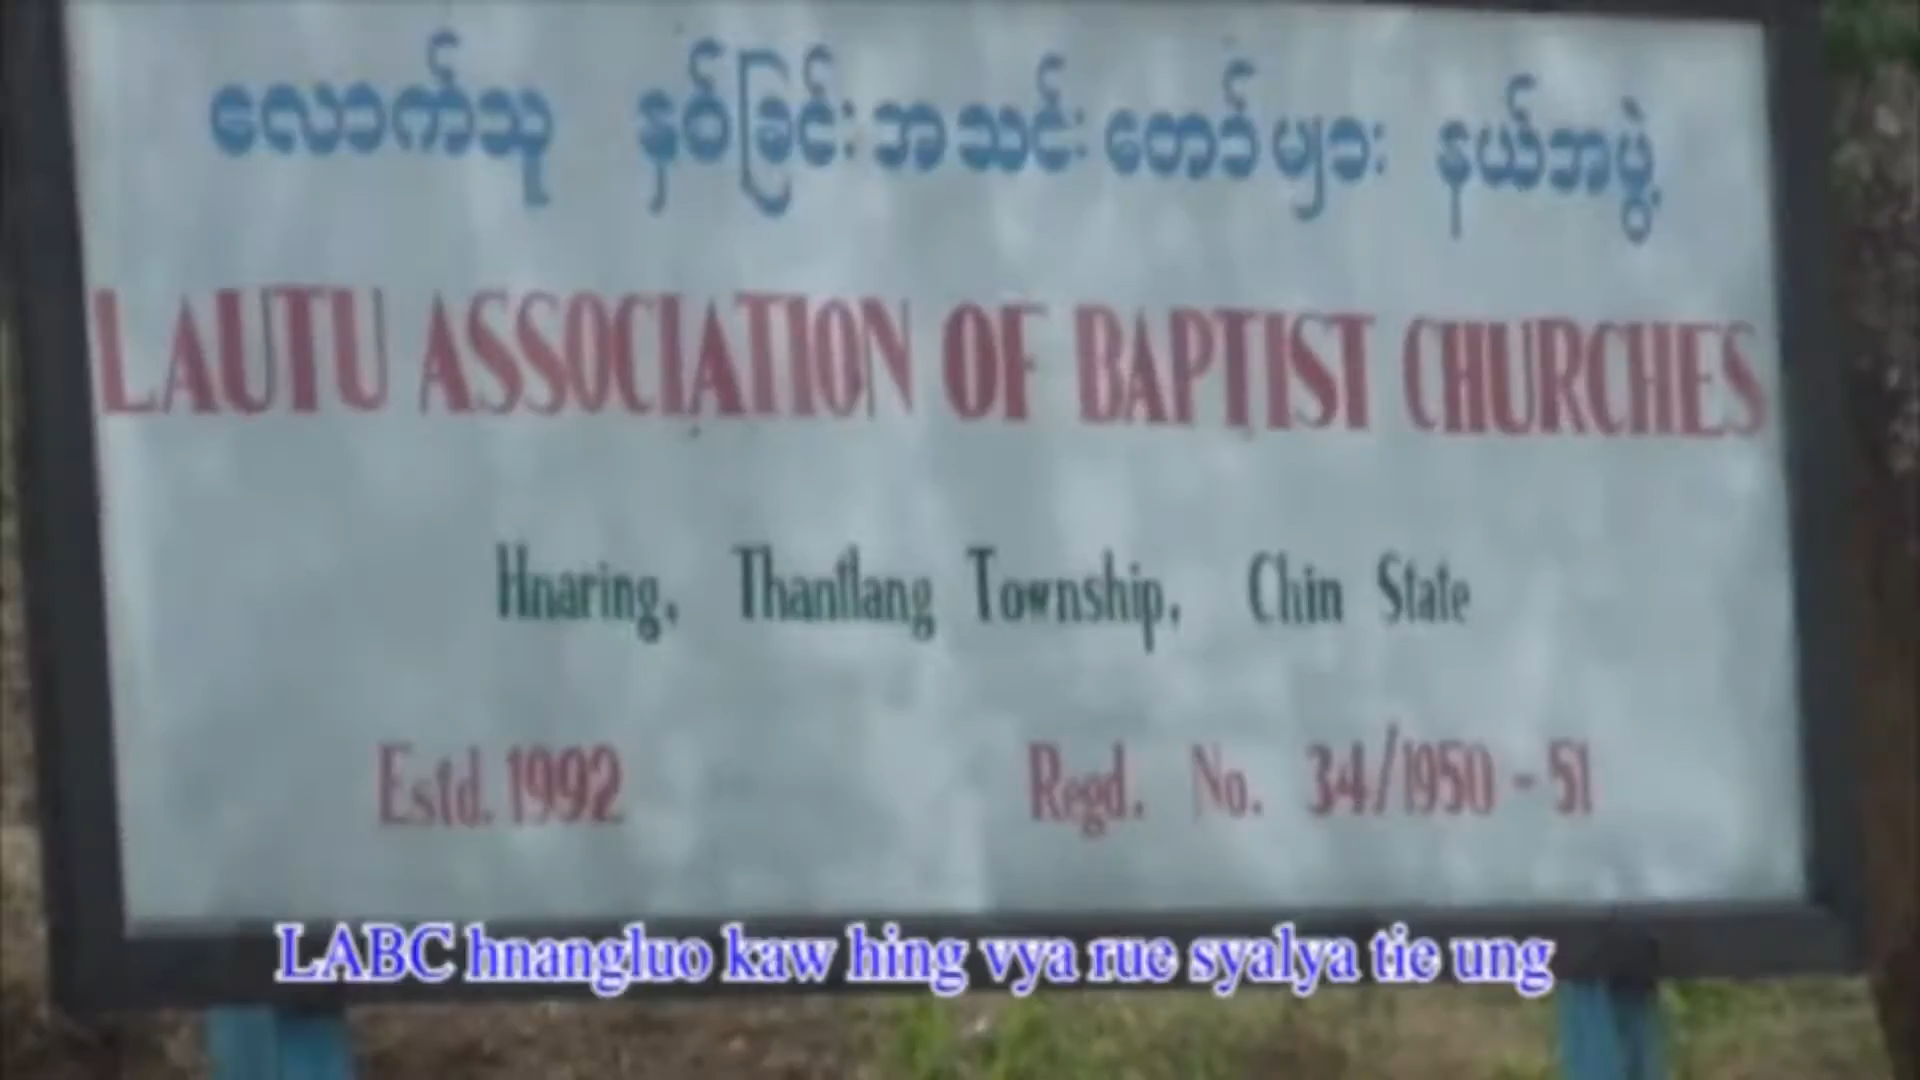 လောက်သူ နှစ်ခြင်း အသင်းတော်များ နယ်အဖွဲ့
LAUTU ASSOCIATION OF BAPTIST CHURCHES
Hnaring, Thantlang Township, Chin State
Estd. 1992 Regd. No. 34/1950-51
LABC hnangluo kaw hing vya rue syalya tie ung